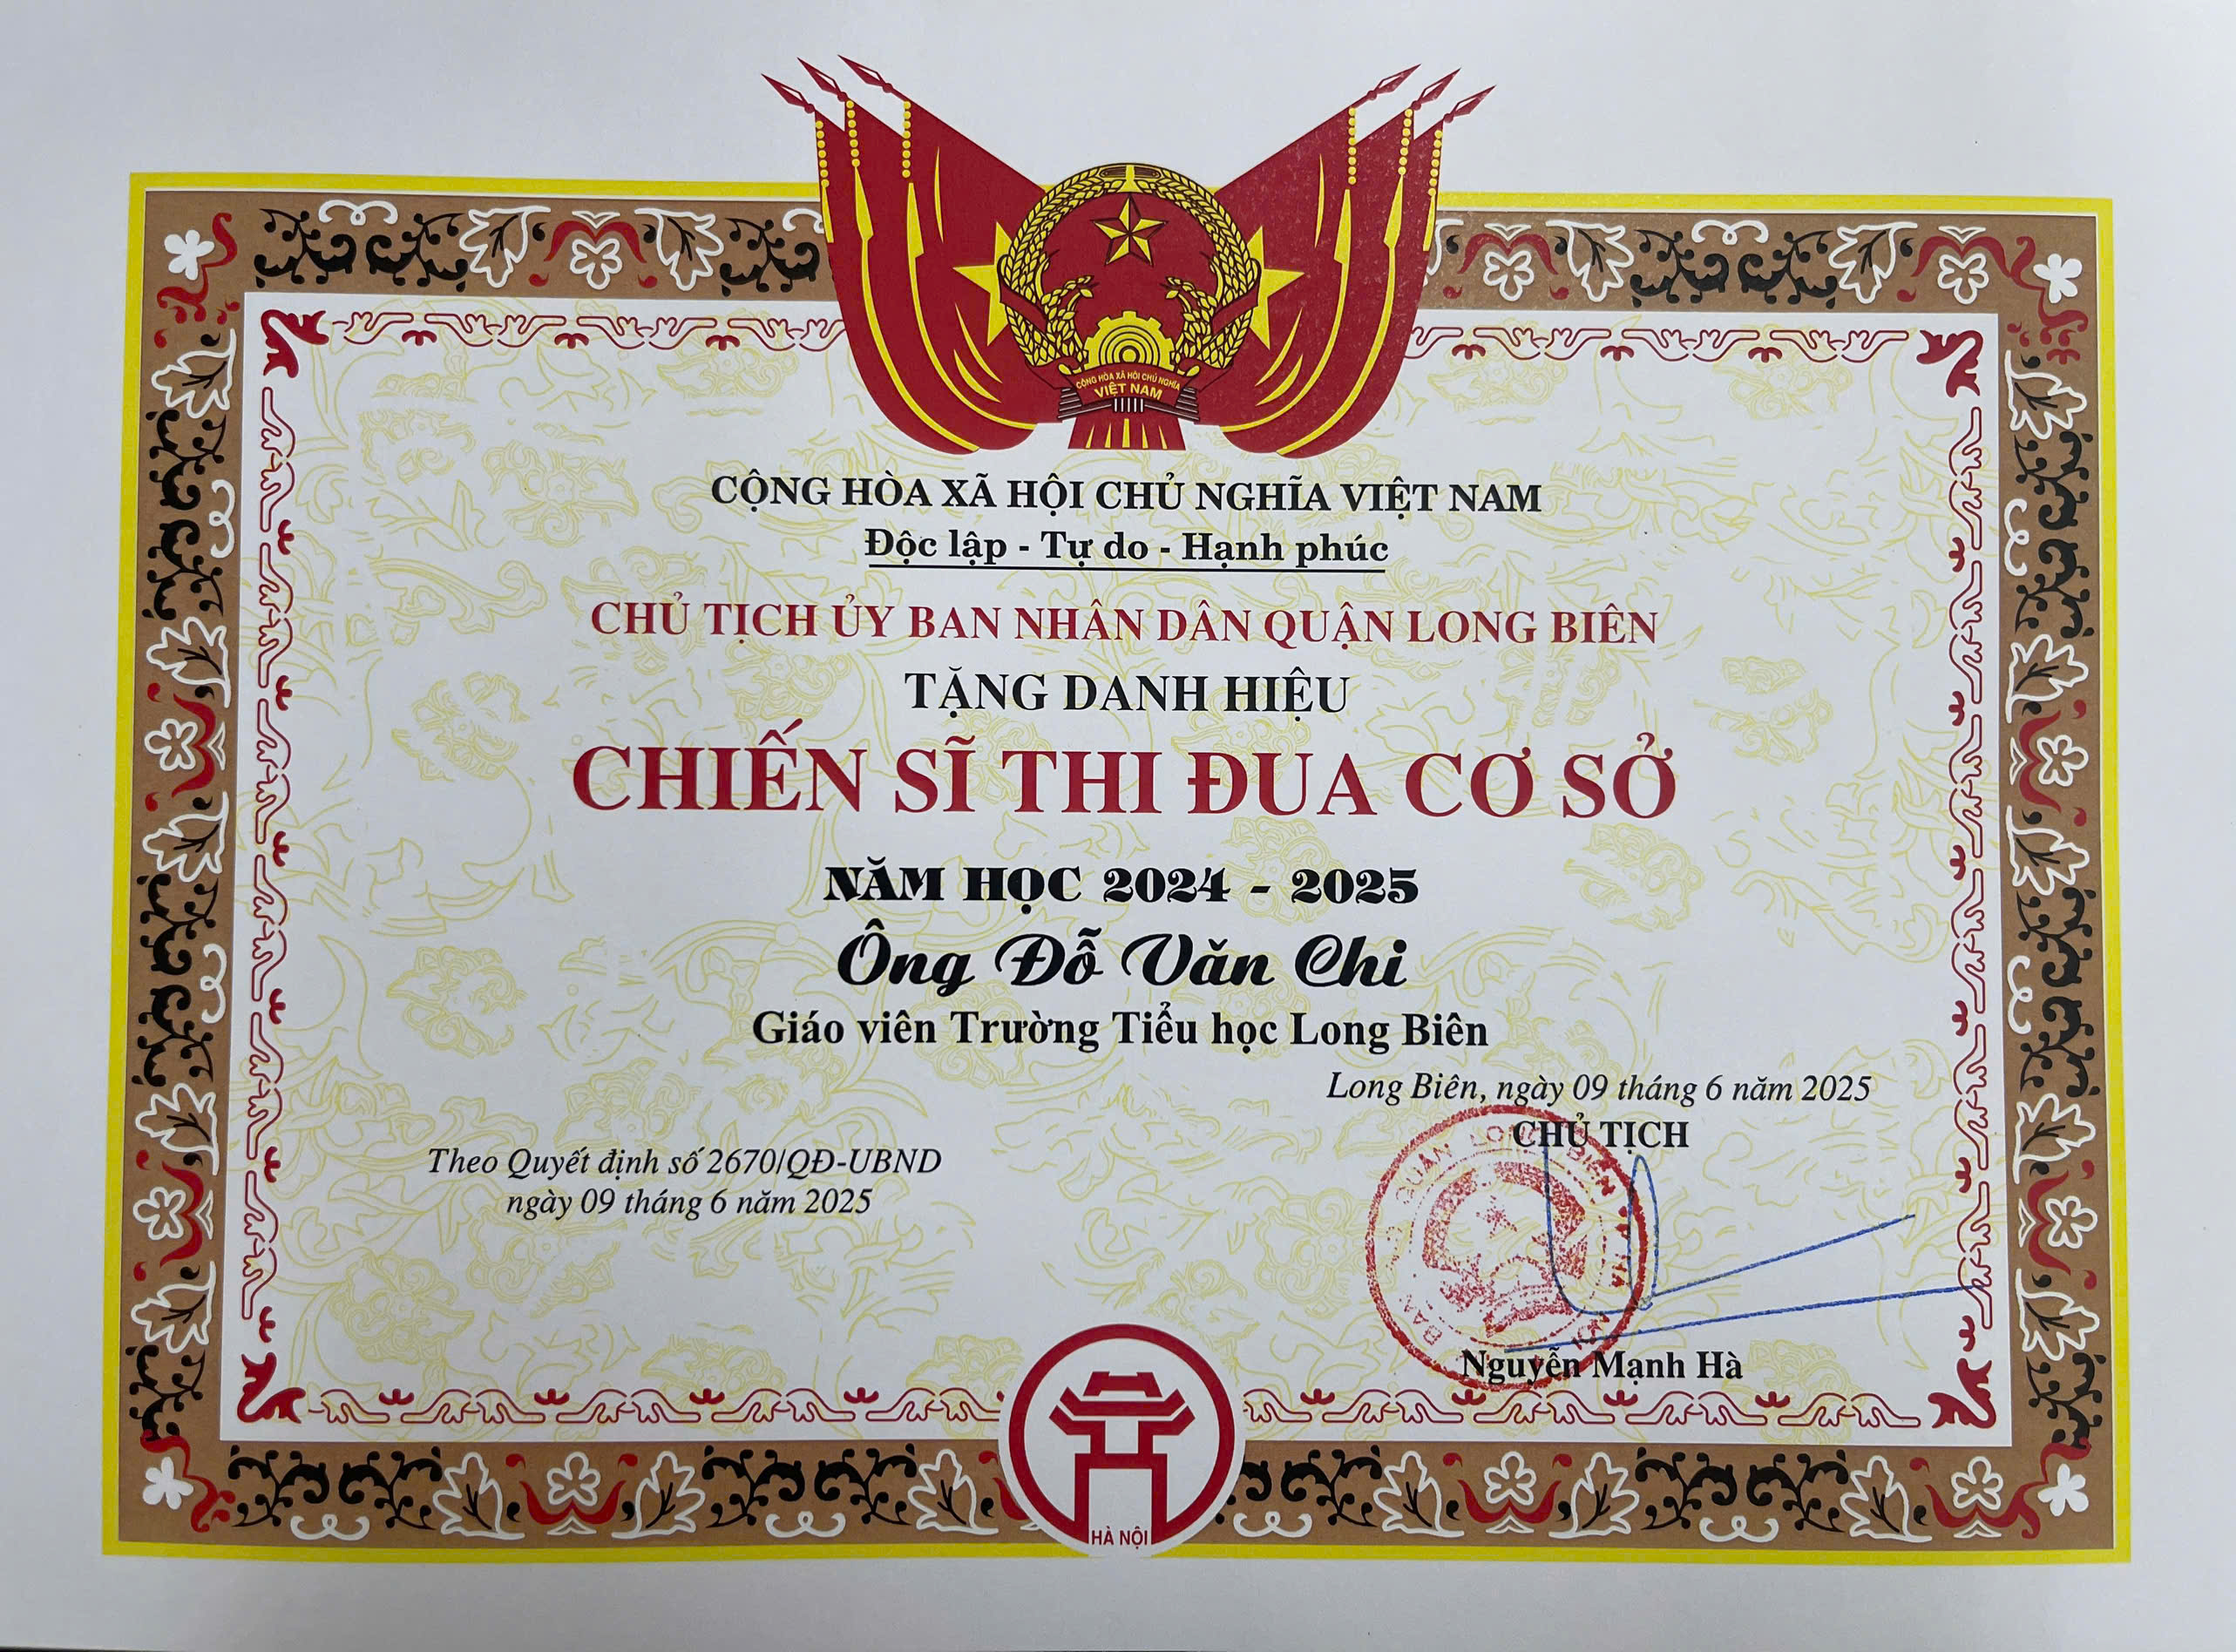 CỘNG HÒA XÃ HỘI CHỦ NGHĨA
VIỆT NAM
CỘNG HÒA XÃ HỘI CHỦ NGHĨA VIỆT NAM
Độc lập - Tự do - Hạnh phúc
CHỦ TỊCH ỦY BAN NHÂN DÂN QUẬN LONG BIÊN
TẶNG DANH HIỆU
CHIẾN SĨ THI ĐUA CƠ SỞ
NĂM HỌC 2024 - 2025
Ông Đỗ Văn Chi
Giáo viên Trường Tiểu học Long Biên
Long Biên, ngày 09 tháng 6 năm 2025
CHỦ TỊCH
Theo Quyết định số 2670/QĐ-UBND
ngày 09 tháng 6 năm 2025
QUẬN LONG BIÊN
Nguyễn Mạnh Hà
HÀ NỘI